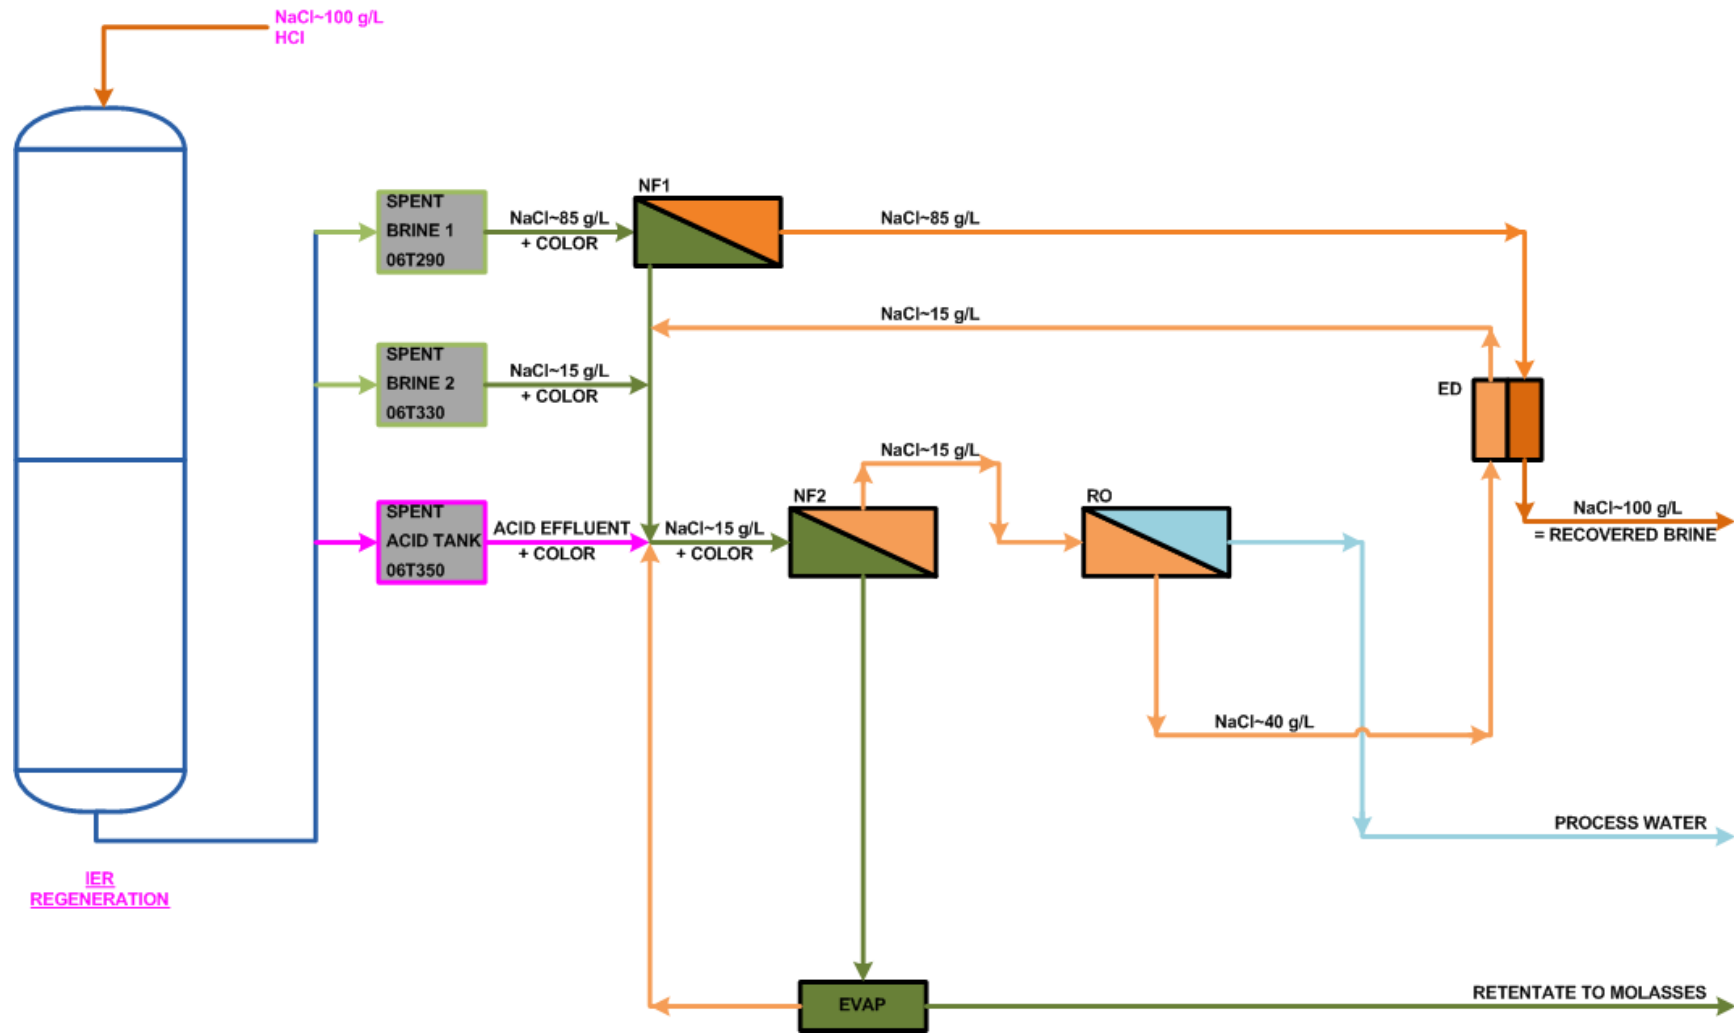 NaCl~100 g/L
HCl
NF1
SPENT
BRINE 1
06T290
NaCl~85 g/L
+ COLOR
NaCl~85 g/L
NaCl~15 g/L
SPENT
BRINE 2
06T330
NaCl~15 g/L
+ COLOR
ED
NaCl~15 g/L
SPENT
ACID TANK
06T350
ACID EFFLUENT
+ COLOR
NaCl~15 g/L
+ COLOR
NF2
RO
NaCl~100 g/L
= RECOVERED BRINE
NaCl~40 g/L
PROCESS WATER
IER
REGENERATION
EVAP
RETENTATE TO MOLASSES